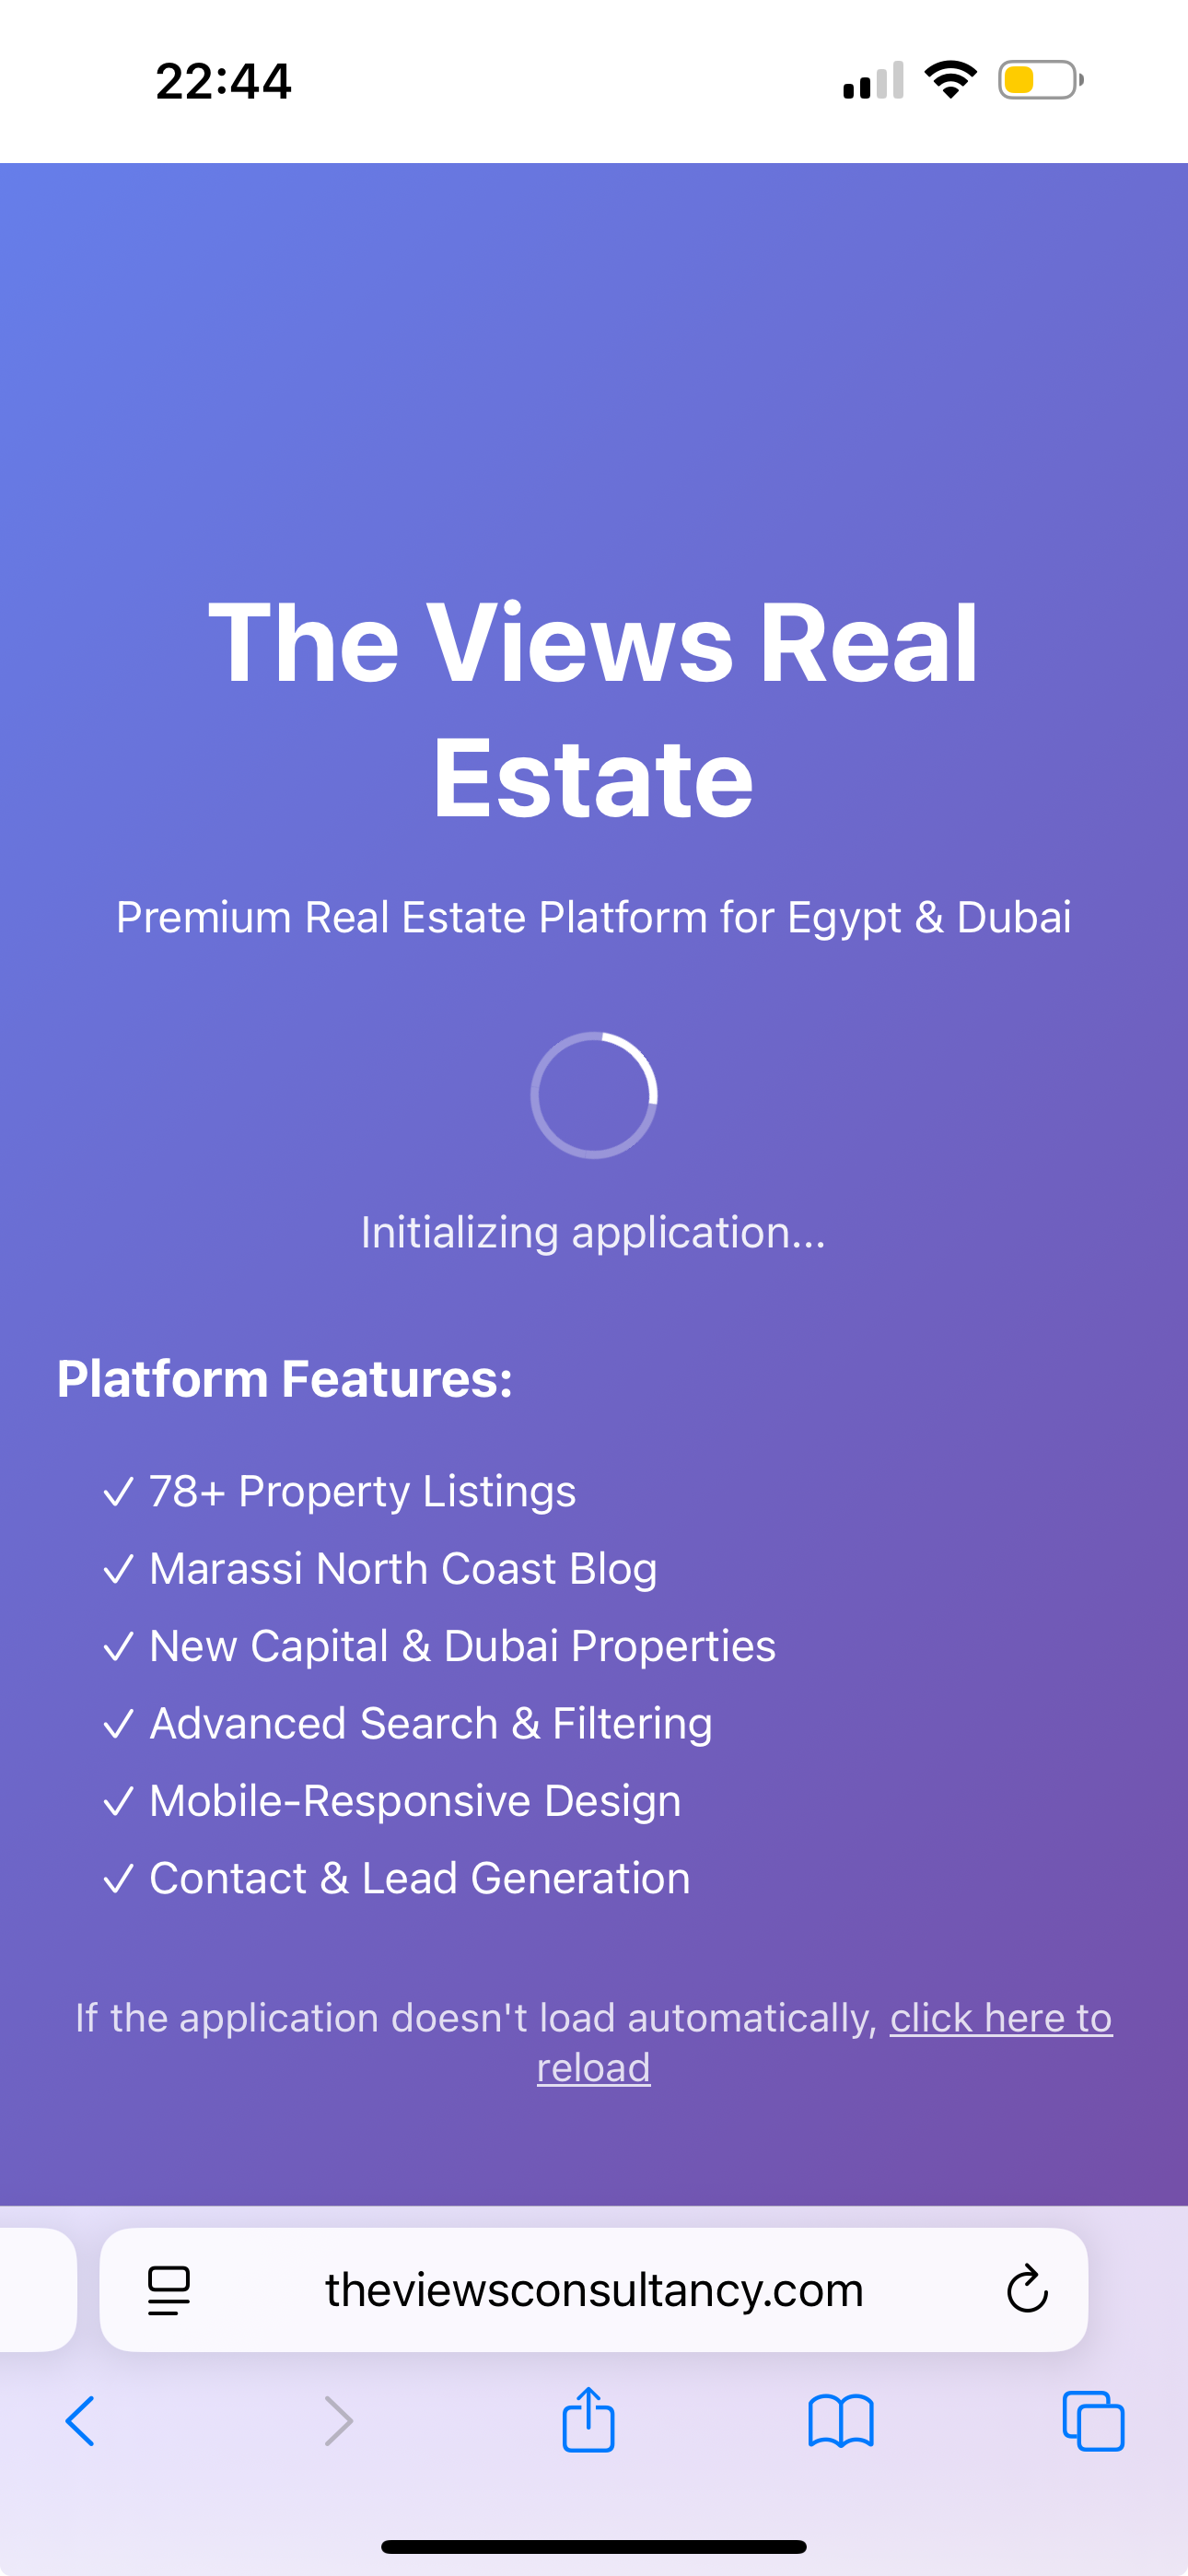 22:44
The Views Real
Estate
Premium Real Estate Platform for Egypt & Dubai
Initializing application...
Platform Features:
✓ 78+ Property Listings
✓ Marassi North Coast Blog
✓ New Capital & Dubai Properties
✓ Advanced Search & Filtering
✓ Mobile-Responsive Design
✓ Contact & Lead Generation
If the application doesn't load automatically, click here to
reload
theviewsconsultancy.com